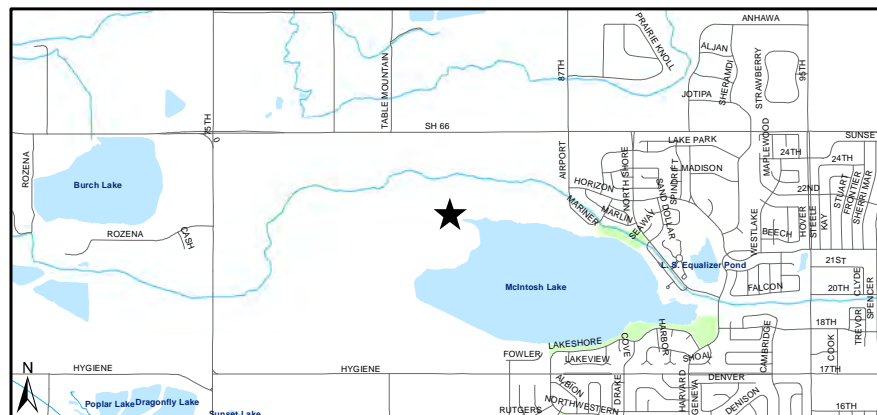 ANHAWA
PRAIRIE KNOLL
ALJAN
SHERAMDI
STRAWBERRY
95TH
87TH
TABLE MOUNTAIN
JOTIPA
75TH
SH 66
SUNSET
0
LAKE PARK
MAPLEWOOD
24TH
24TH
AIRPORT
ROZENA
Burch Lake
HORIZON
NORTH SHORE
SAND DOLLAR
SPINDRIFT
MADISON
22ND
STUART
FRONTIER
SHERRI MAR
MARINER
MARLIN
SEAWAY
HOVER
STEELE
KAY
ROZENA
CASH
WESTLAKE
BEECH
L. S. Equalizer Pond
21ST
McIntosh Lake
FALCON
20TH
CLYDE
SPENCER
18TH
TREVOR
LAKESHORE
COVE
HARBOR
CAMBRIDGE
COOK
FOWLER
LAKEVIEW
SHOAL
N
HYGIENE
HYGIENE
17TH
ALBION
DRAKE
HARVARD
GENEVA
DENVER
DENISON
Poplar Lake
Dragonfly Lake
Sunset Lake
RUTGERS
NORTHWESTERN
16TH